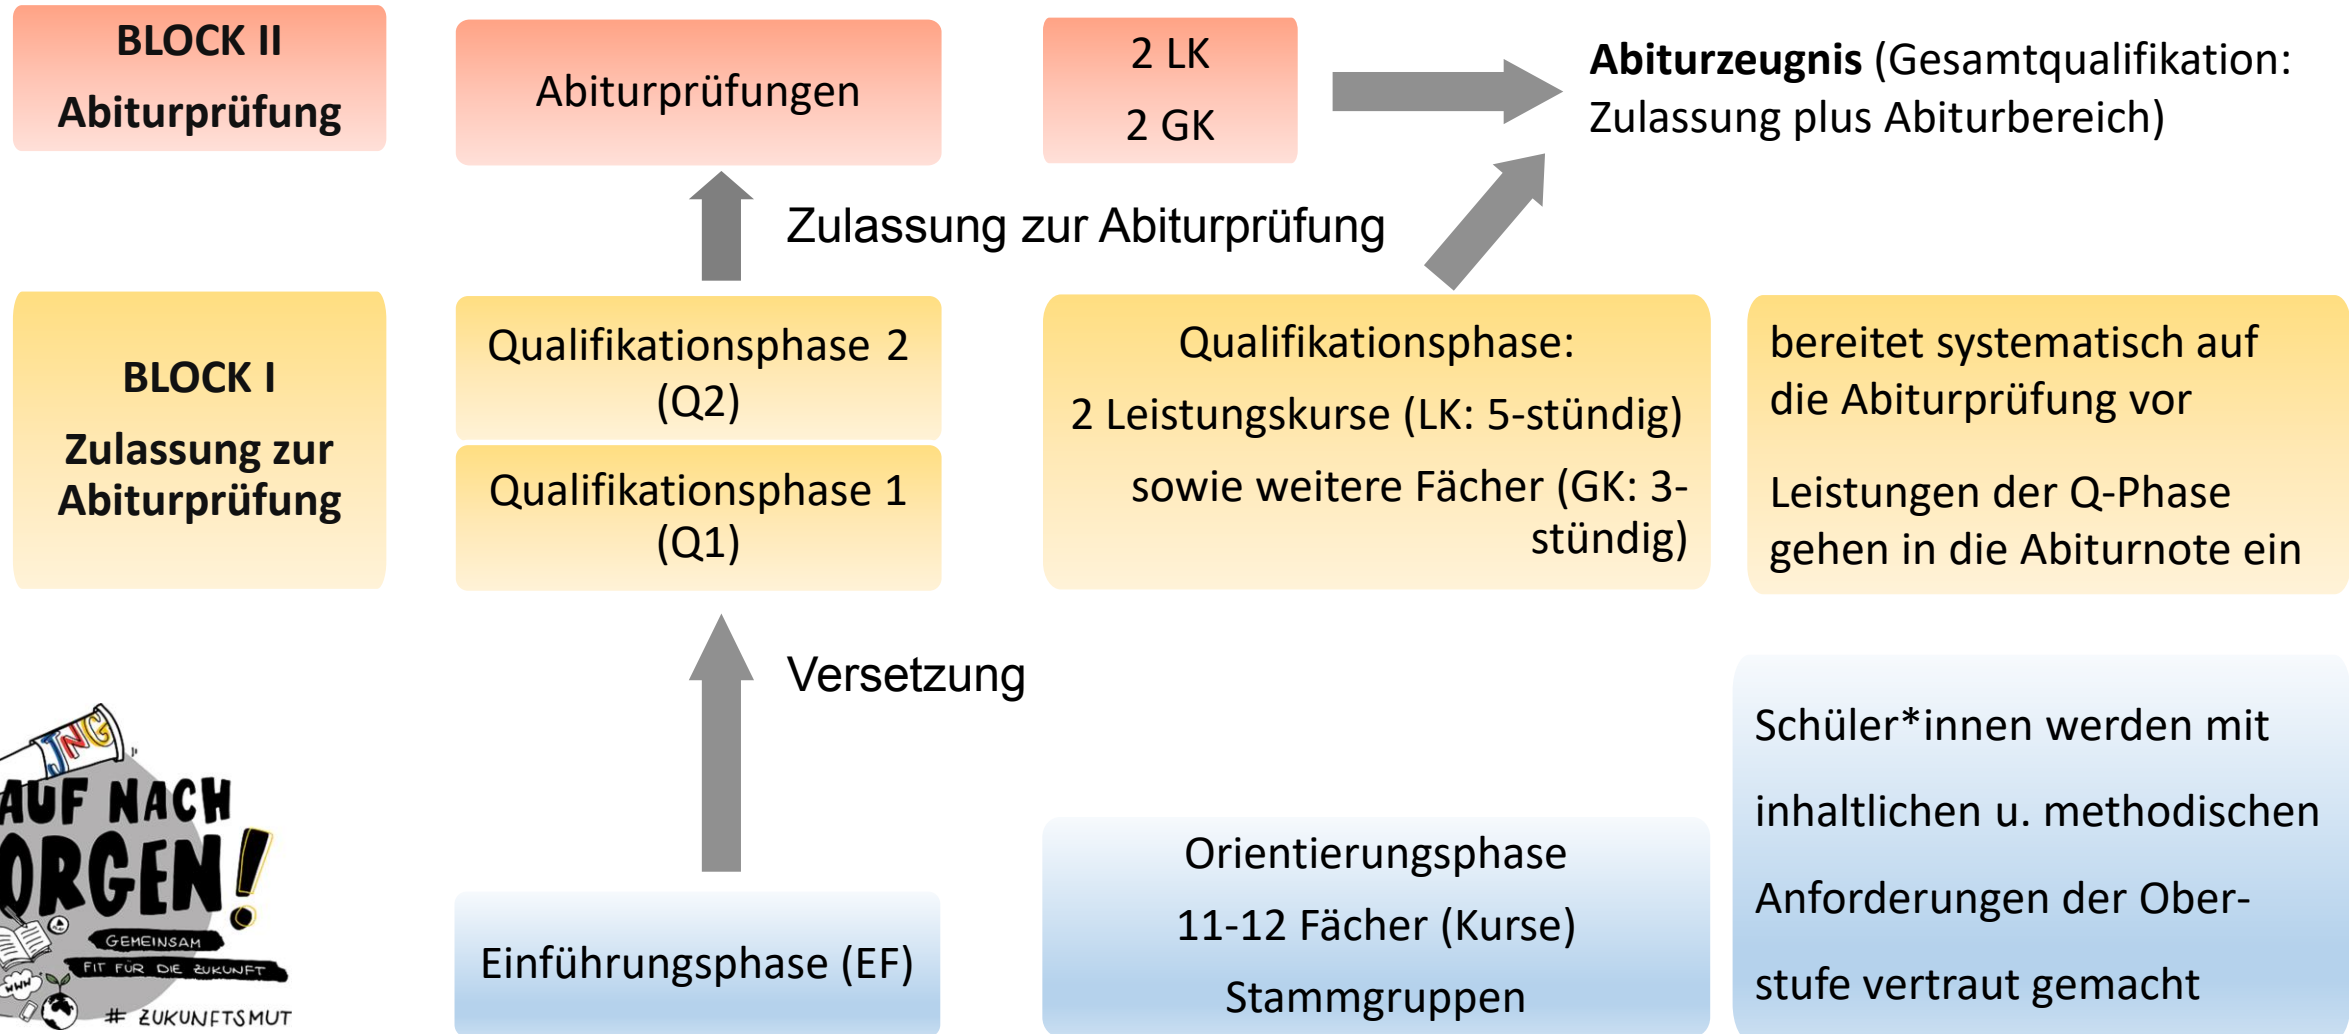 BLOCK II
Abiturprüfung
Abiturprüfungen
2 LK
2 GK
Abiturzeugnis (Gesamtqualifikation:
Zulassung plus Abiturbereich)
Zulassung zur Abiturprüfung
BLOCK I
Zulassung zur
Abiturprüfung
Qualifikationsphase 2
(Q2)
Qualifikationsphase 1
(Q1)
Qualifikationsphase:
2 Leistungskurse (LK: 5-stündig)
sowie weitere Fächer (GK: 3-
stündig)
bereitet systematisch auf
die Abiturprüfung vor
Leistungen der Q-Phase
gehen in die Abiturnote ein
Versetzung
Einführungsphase (EF)
Orientierungsphase
11-12 Fächer (Kurse)
Stammgruppen
Schüler*innen werden mit
inhaltlichen u. methodischen
Anforderungen der Ober-
stufe vertraut gemacht
JNG
AUF NACH
ORGEN!
GEMEINSAM
FIT FÜR DIE ZUKUNFT
WWW
# ZUKUNFTSMUT